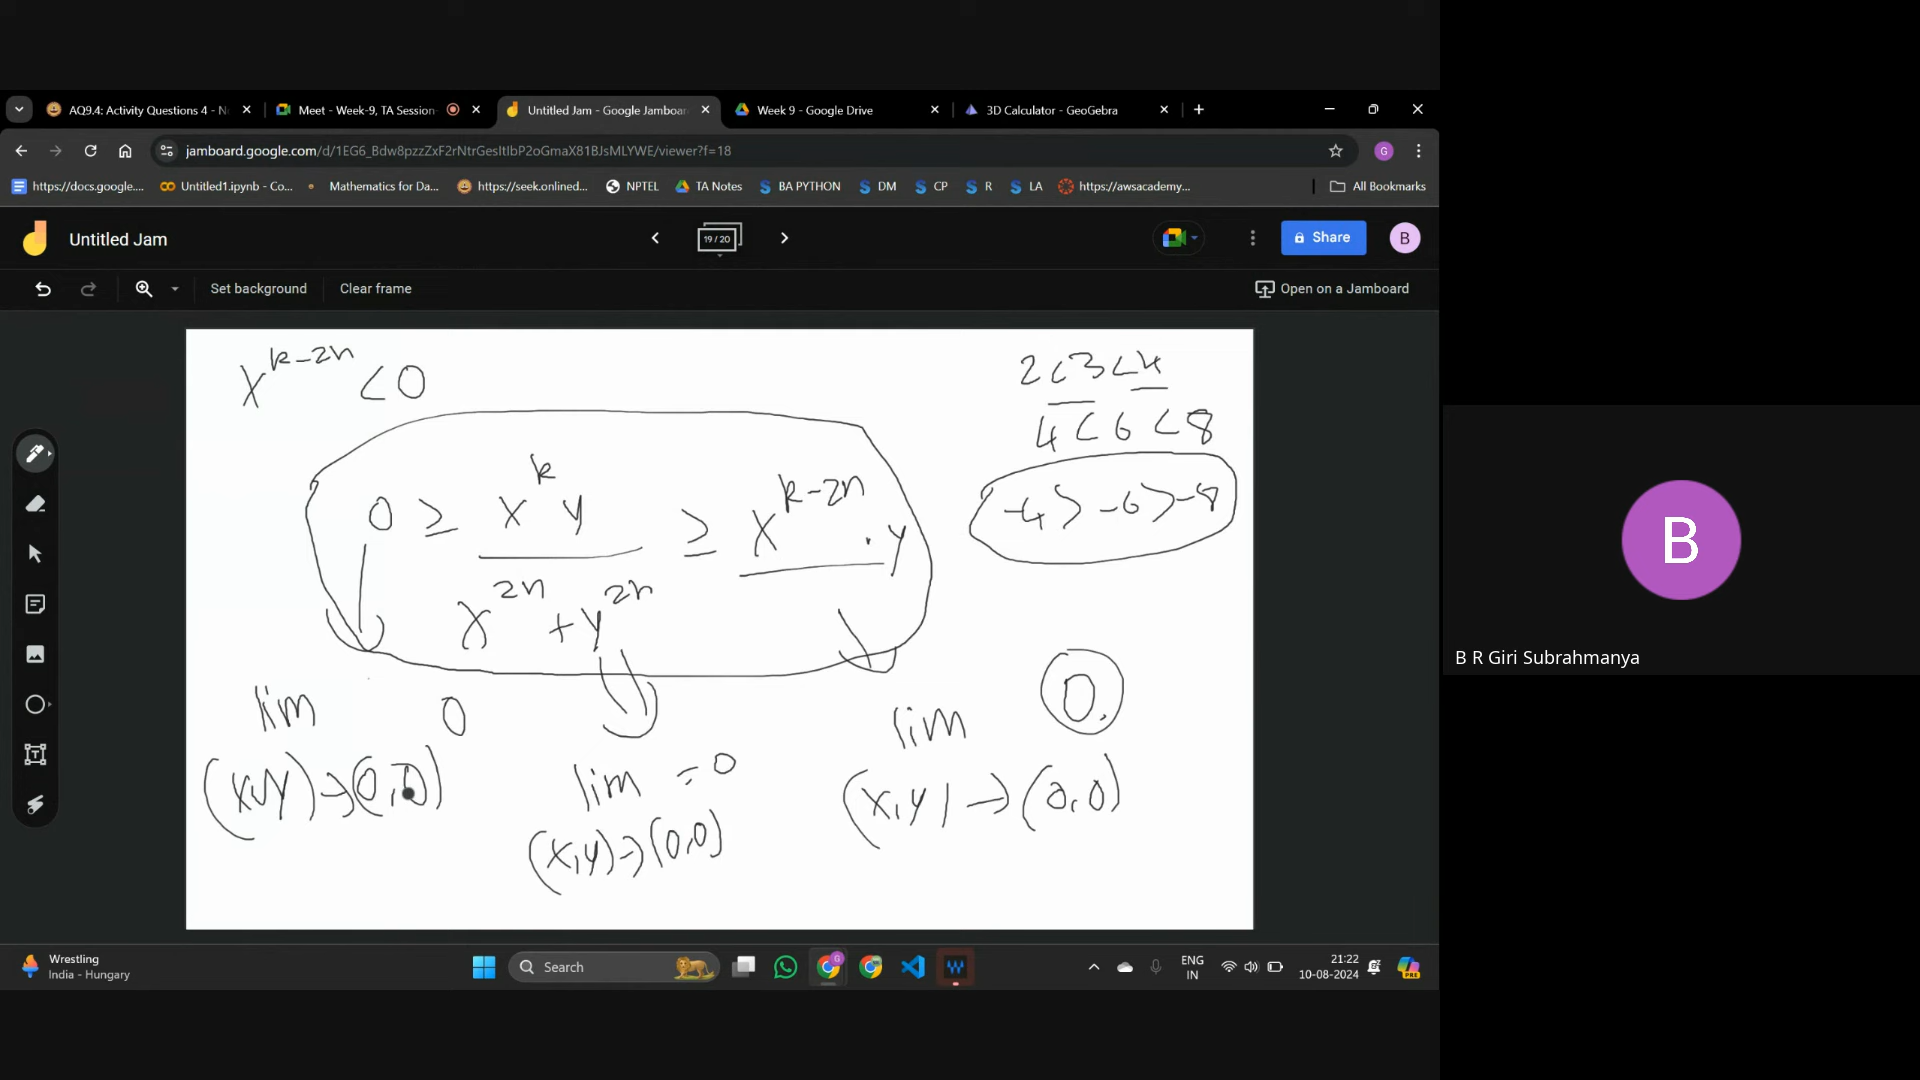 AQ9.4: Activity Questions 4 - N
Meet - Week-9, TA Session
Untitled Jam - Google Jamboar
Week 9 - Google Drive
3D Calculator - GeoGebra
jamboard.google.com/d/1EG6_Bdw8pzzZxF2rNtrGesItIbP2oGmaX81BJsMLYWE/viewer?f=18
G
https://docs.google....
Untitled1.ipynb - Co...
Mathematics for Da...
https://seek.onlined...
NPTEL
TA Notes
BA PYTHON
DM
CP
R
LA
https://awsacademy...
All Bookmarks
Untitled Jam
19 / 20
Share
B
Set background
Clear frame
Open on a Jamboard
x^{k-2n} < 0
2 < 3 < 4
4 < 6 < 8
-4 > -6 > -8
0 ≥ x^k y / (x^{2n} + y^{2n}) ≥ x^{k-2n} . y
lim 0
(x,y) → (0,0)
lim = 0
(x,y) → (0,0)
lim 0.
(x,y) → (0,0)
B
B R Giri Subrahmanya
Wrestling
India - Hungary
Search
ENG
IN
21:22
10-08-2024
PRE